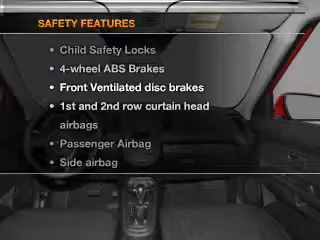 SAFETY FEATURES
• Child Safety Locks
• 4-wheel ABS Brakes
• Front Ventilated disc brakes
• 1st and 2nd row curtain head
airbags
• Passenger Airbag
• Side airbag